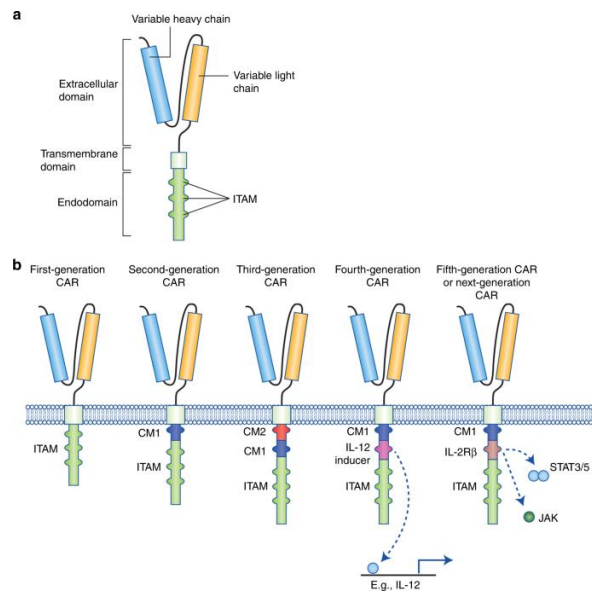 a
Variable heavy chain
Extracellular
domain
Variable light
chain
Transmembrane
domain
Endodomain
ITAM
b
First-generation
CAR
Second-generation
CAR
Third-generation
CAR
Fourth-generation
CAR
Fifth-generation CAR
or next-generation
CAR
ITAM
CM1
ITAM
CM2
CM1
ITAM
CM1
IL-12
inducer
ITAM
CM1
IL-2Rβ
ITAM
STAT3/5
JAK
E.g., IL-12